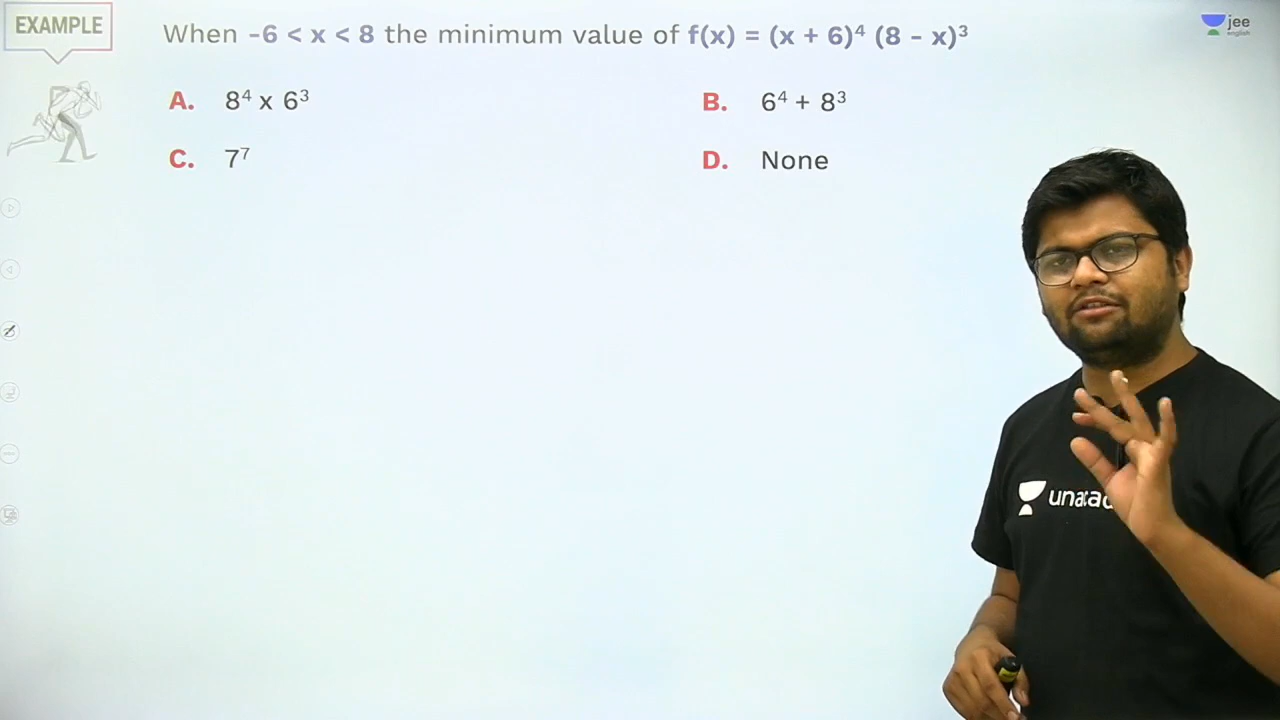 EXAMPLE
When -6 < x < 8 the minimum value of f(x) = (x + 6)⁴ (8 - x)³
jee
english
A. 8⁴ x 6³
B. 6⁴ + 8³
C. 7⁷
D. None